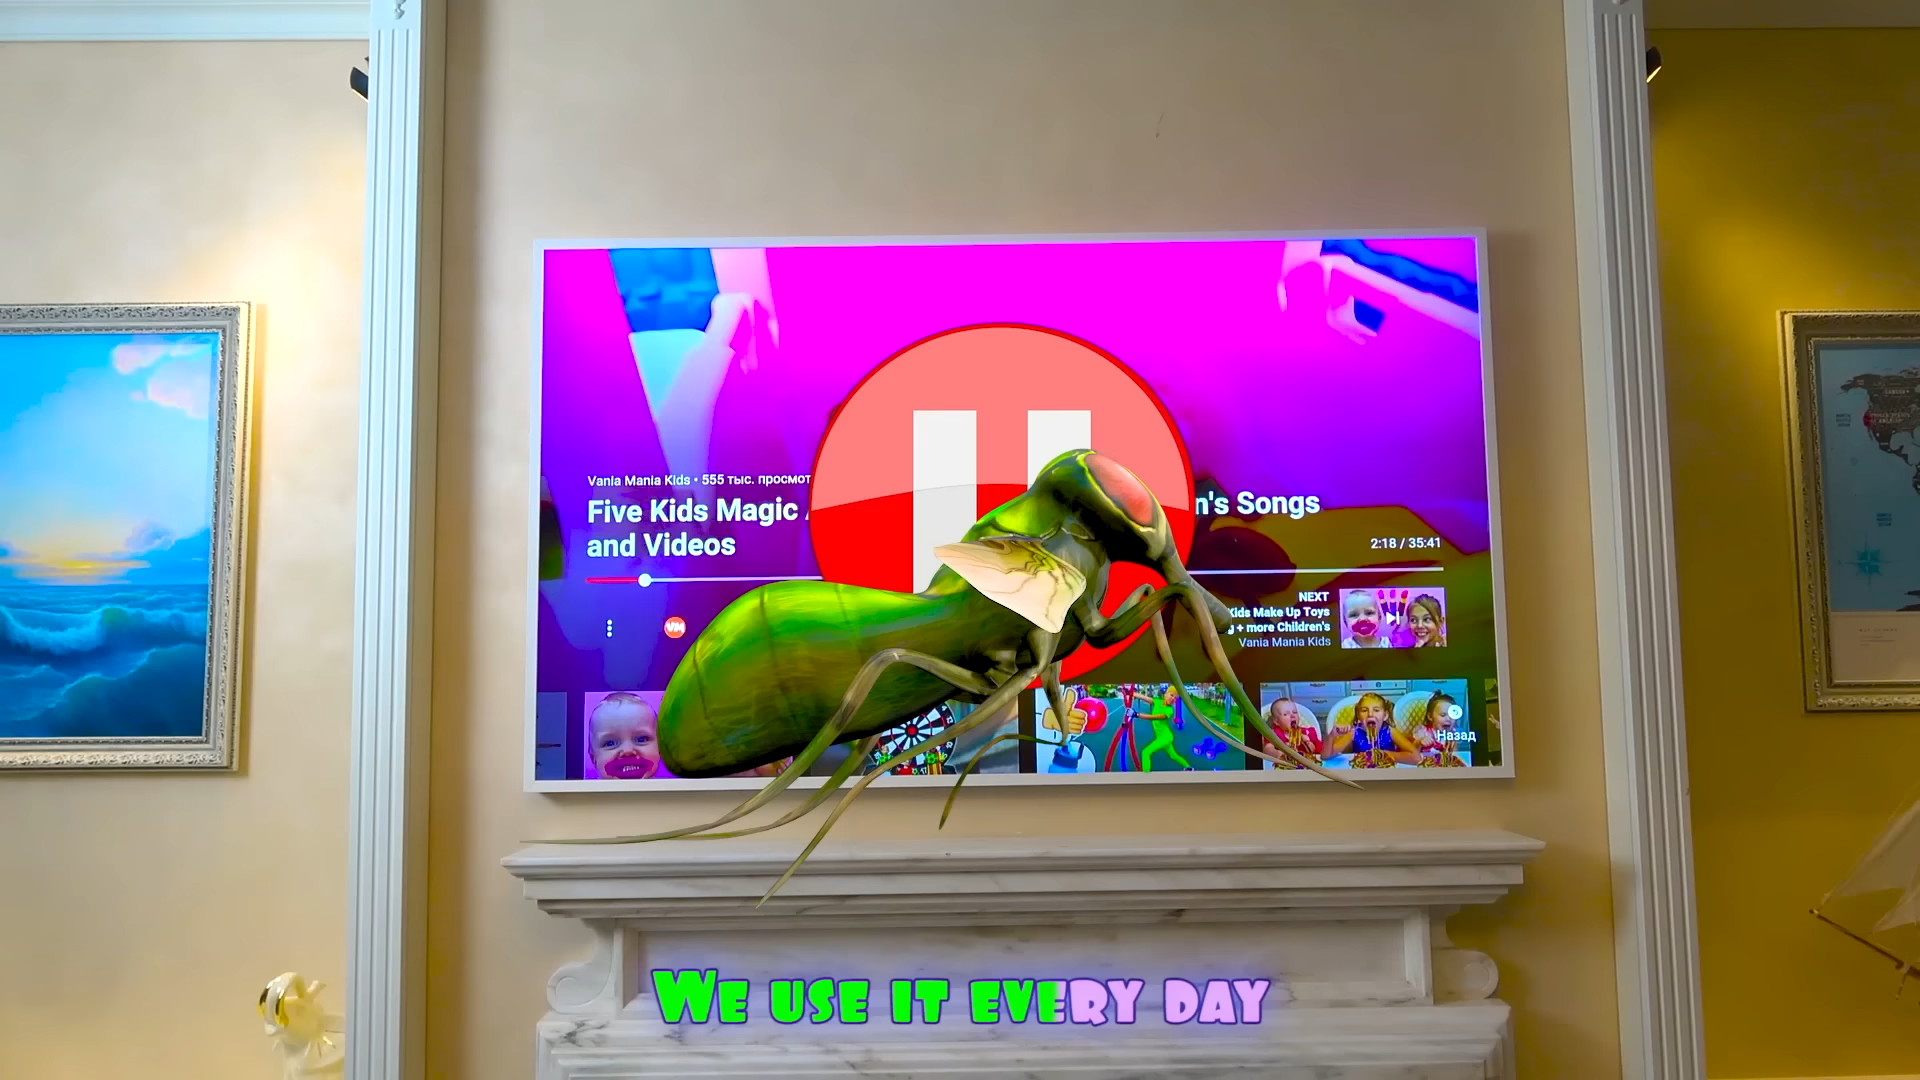 Vania Mania Kids • 555 тыс. просмот
Five Kids Magic
n's Songs
and Videos
2:18 / 35:41
NEXT
Kids Make Up Toys
g + more Children's
Vania Mania Kids
VM
Назад
WE USE IT EVERY DAY